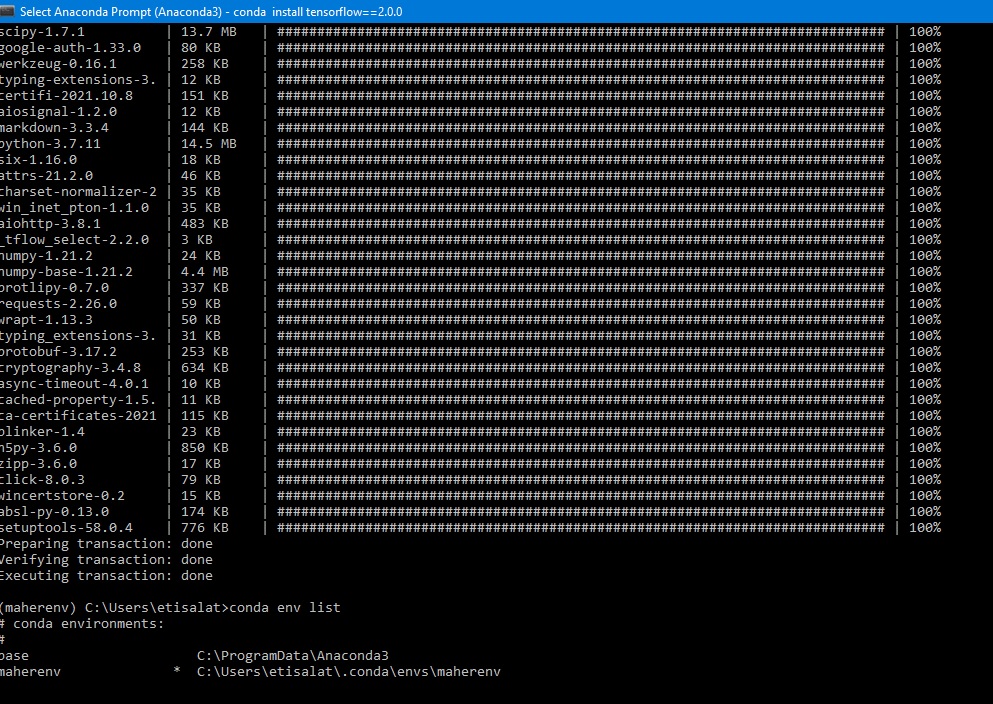 Select Anaconda Prompt (Anaconda3) - conda  install tensorflow==2.0.0
scipy-1.7.1          | 13.7 MB   | ############################################################################ | 100%
google-auth-1.33.0   | 80 KB     | ############################################################################ | 100%
werkzeug-0.16.1      | 258 KB    | ############################################################################ | 100%
typing-extensions-3. | 12 KB     | ############################################################################ | 100%
certifi-2021.10.8    | 151 KB    | ############################################################################ | 100%
aiosignal-1.2.0      | 12 KB     | ############################################################################ | 100%
markdown-3.3.4       | 144 KB    | ############################################################################ | 100%
python-3.7.11        | 14.5 MB   | ############################################################################ | 100%
six-1.16.0           | 18 KB     | ############################################################################ | 100%
attrs-21.2.0         | 46 KB     | ############################################################################ | 100%
charset-normalizer-2 | 35 KB     | ############################################################################ | 100%
win_inet_pton-1.1.0  | 35 KB     | ############################################################################ | 100%
aiohttp-3.8.1        | 483 KB    | ############################################################################ | 100%
_tflow_select-2.2.0  | 3 KB      | ############################################################################ | 100%
numpy-1.21.2         | 24 KB     | ############################################################################ | 100%
numpy-base-1.21.2    | 4.4 MB    | ############################################################################ | 100%
brotlipy-0.7.0       | 337 KB    | ############################################################################ | 100%
requests-2.26.0      | 59 KB     | ############################################################################ | 100%
wrapt-1.13.3         | 50 KB     | ############################################################################ | 100%
typing_extensions-3. | 31 KB     | ############################################################################ | 100%
protobuf-3.17.2      | 253 KB    | ############################################################################ | 100%
cryptography-3.4.8   | 634 KB    | ############################################################################ | 100%
async-timeout-4.0.1  | 10 KB     | ############################################################################ | 100%
cached-property-1.5. | 11 KB     | ############################################################################ | 100%
ca-certificates-2021 | 115 KB    | ############################################################################ | 100%
blinker-1.4          | 23 KB     | ############################################################################ | 100%
h5py-3.6.0           | 850 KB    | ############################################################################ | 100%
zipp-3.6.0           | 17 KB     | ############################################################################ | 100%
click-8.0.3          | 79 KB     | ############################################################################ | 100%
wincertstore-0.2     | 15 KB     | ############################################################################ | 100%
absl-py-0.13.0       | 174 KB    | ############################################################################ | 100%
setuptools-58.0.4    | 776 KB    | ############################################################################ | 100%
Preparing transaction: done
Verifying transaction: done
Executing transaction: done
(maherenv) C:\Users\etisalat>conda env list
# conda environments:
#
base                     C:\ProgramData\Anaconda3
maherenv              *  C:\Users\etisalat\.conda\envs\maherenv